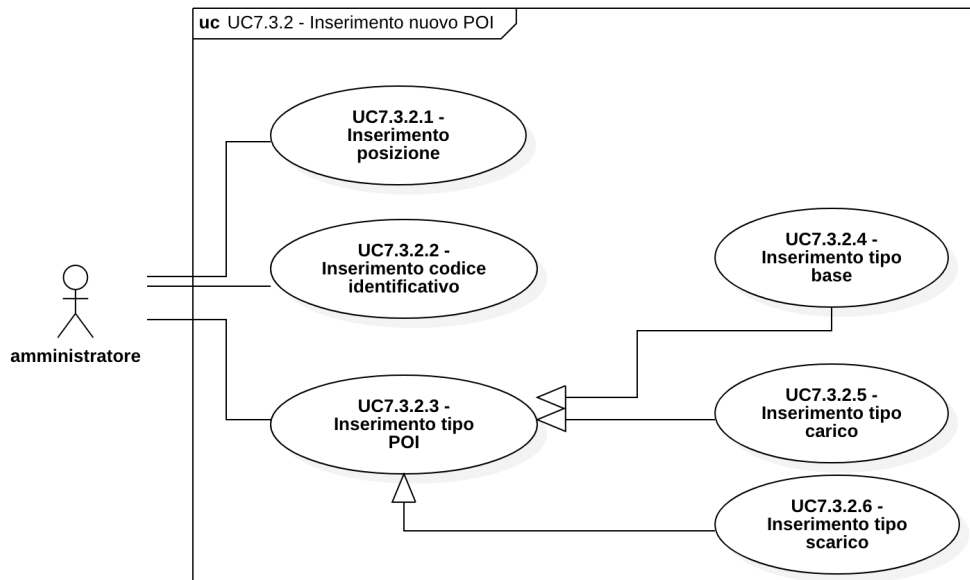 uc UC7.3.2 - Inserimento nuovo POI
UC7.3.2.1 -
Inserimento
posizione
UC7.3.2.2 -
Inserimento codice
identificativo
UC7.3.2.4 -
Inserimento tipo
base
amministratore
UC7.3.2.3 -
Inserimento tipo
POI
UC7.3.2.5 -
Inserimento tipo
carico
UC7.3.2.6 -
Inserimento tipo
scarico